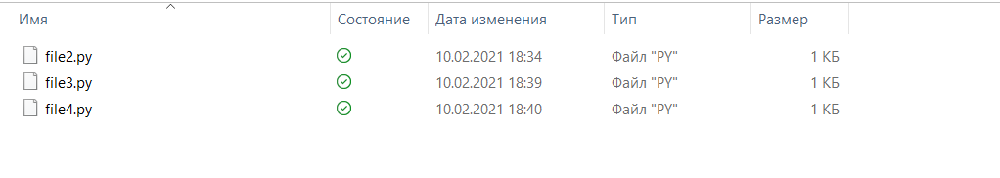 Имя Состояние Дата изменения Тип Размер
file2.py 10.02.2021 18:34 Файл "PY" 1 КБ
file3.py 10.02.2021 18:39 Файл "PY" 1 КБ
file4.py 10.02.2021 18:40 Файл "PY" 1 КБ